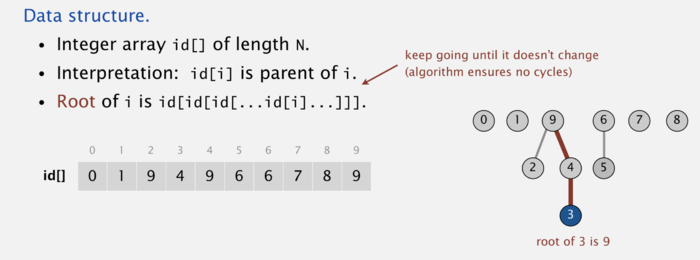 Data structure.
• Integer array id[] of length N.
• Interpretation: id[i] is parent of i.
• Root of i is id[id[id[...id[i]...]]].
keep going until it doesn't change
(algorithm ensures no cycles)
0 1 9 6 7 8
2 4 5
3
root of 3 is 9
0 1 2 3 4 5 6 7 8 9
id[] 0 1 9 4 9 6 6 7 8 9